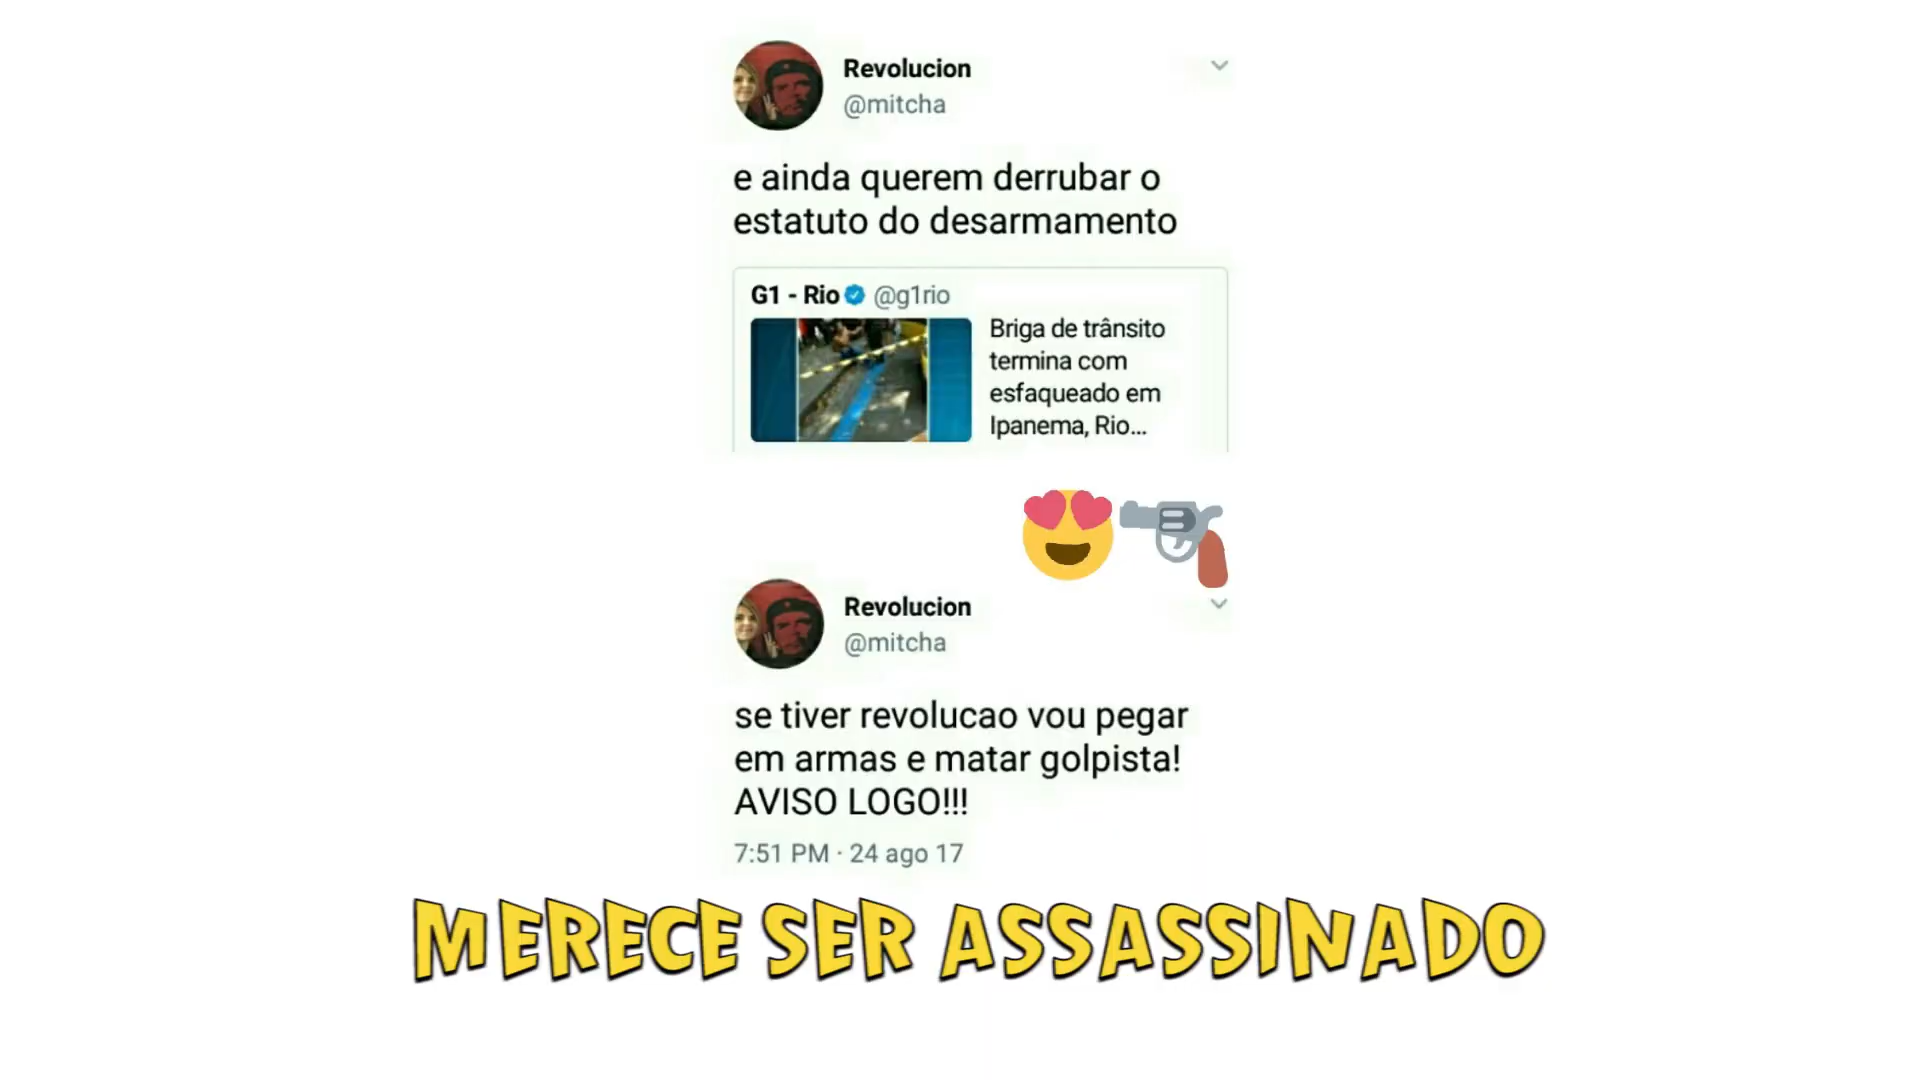 Revolucion
@mitcha
e ainda querem derrubar o
estatuto do desarmamento
G1 - Rio @g1rio
Briga de trânsito
termina com
esfaqueado em
Ipanema, Rio...
Revolucion
@mitcha
se tiver revolucao vou pegar
em armas e matar golpista!
AVISO LOGO!!!
7:51 PM · 24 ago 17
MERECE SER ASSASSINADO